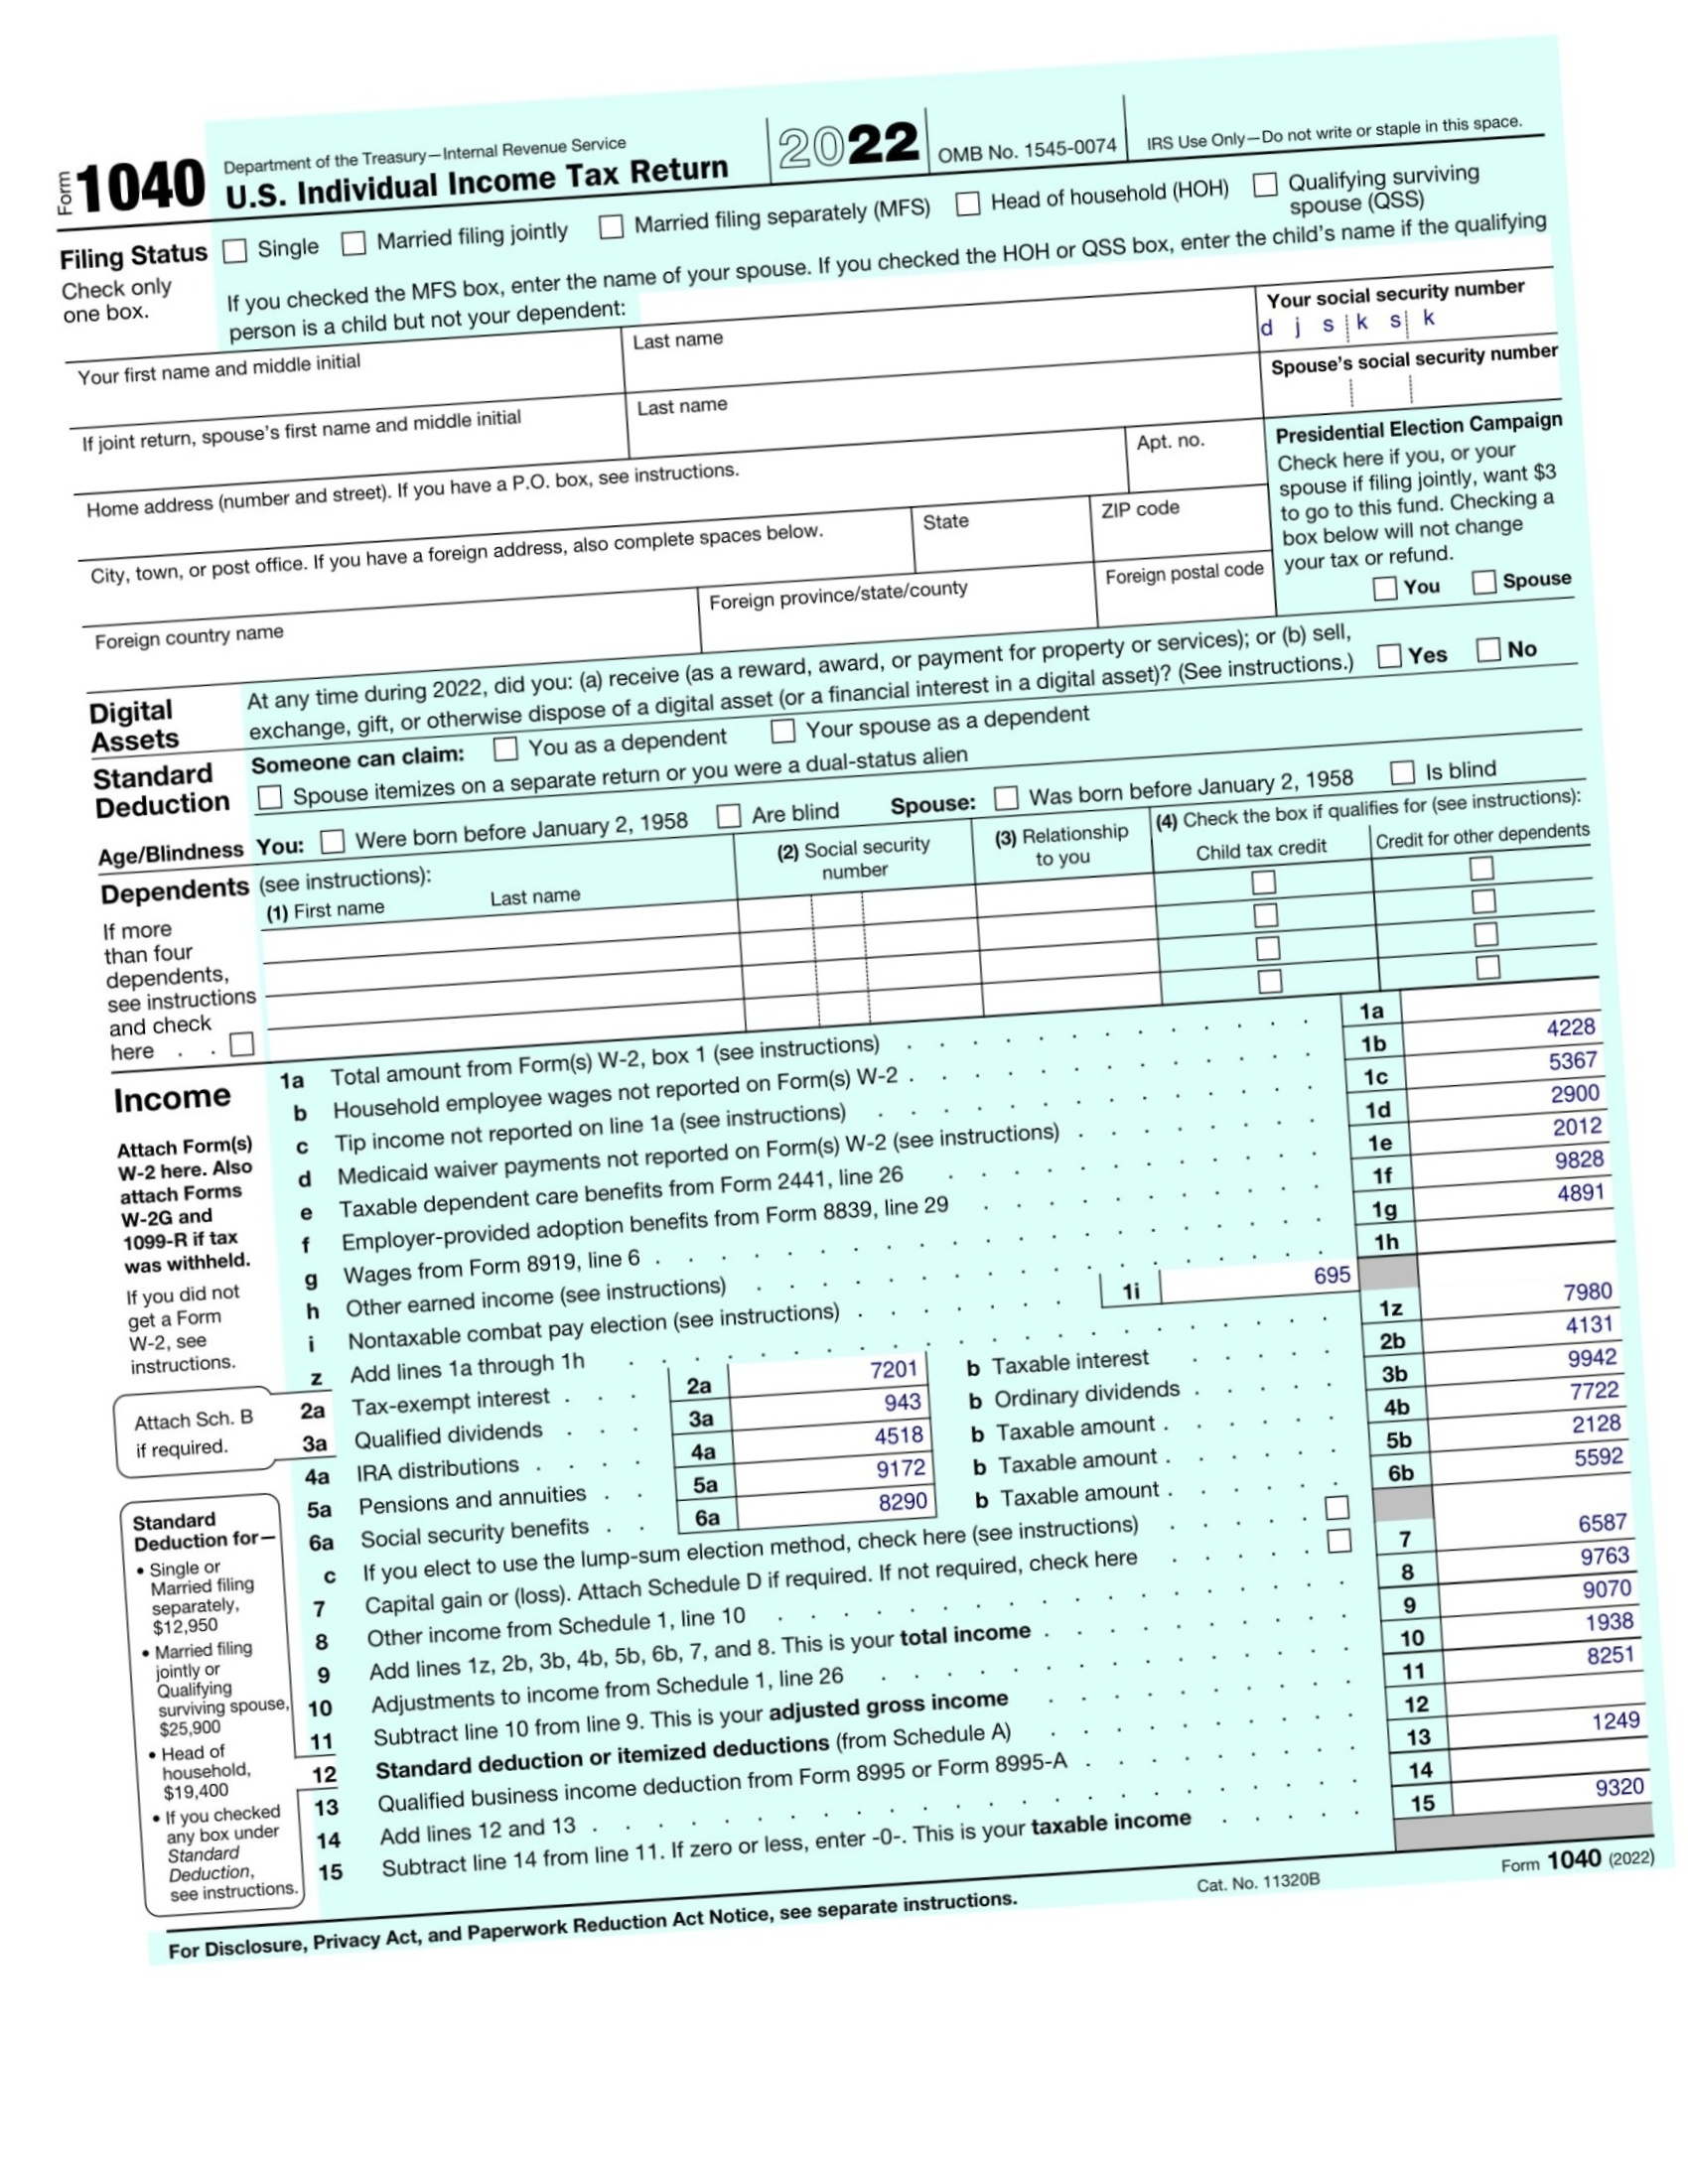 Form 1040
Department of the Treasury—Internal Revenue Service
U.S. Individual Income Tax Return
2022
OMB No. 1545-0074
IRS Use Only—Do not write or staple in this space.
Filing Status
Check only
one box.
Single Married filing jointly Married filing separately (MFS) Head of household (HOH) Qualifying surviving
spouse (QSS)
If you checked the MFS box, enter the name of your spouse. If you checked the HOH or QSS box, enter the child's name if the qualifying
person is a child but not your dependent:
Your first name and middle initial
Last name
Your social security number
d j s k s k
If joint return, spouse's first name and middle initial
Last name
Spouse's social security number
Home address (number and street). If you have a P.O. box, see instructions.
Apt. no.
City, town, or post office. If you have a foreign address, also complete spaces below.
State
ZIP code
Foreign country name
Foreign province/state/county
Foreign postal code
Presidential Election Campaign
Check here if you, or your
spouse if filing jointly, want $3
to go to this fund. Checking a
box below will not change
your tax or refund.
You Spouse
Digital
Assets
At any time during 2022, did you: (a) receive (as a reward, award, or payment for property or services); or (b) sell,
exchange, gift, or otherwise dispose of a digital asset (or a financial interest in a digital asset)? (See instructions.) Yes No
Standard
Deduction
Someone can claim: You as a dependent Your spouse as a dependent
Spouse itemizes on a separate return or you were a dual-status alien
Age/Blindness You: Were born before January 2, 1958 Are blind Spouse: Was born before January 2, 1958 Is blind
Dependents (see instructions):
(1) First name Last name
(2) Social security
number
(3) Relationship
to you
(4) Check the box if qualifies for (see instructions):
Child tax credit Credit for other dependents
If more
than four
dependents,
see instructions
and check
here . .
Income
Attach Form(s)
W-2 here. Also
attach Forms
W-2G and
1099-R if tax
was withheld.
If you did not
get a Form
W-2, see
instructions.
1a Total amount from Form(s) W-2, box 1 (see instructions) 1a
b Household employee wages not reported on Form(s) W-2 1b 4228
c Tip income not reported on line 1a (see instructions) 1c 5367
d Medicaid waiver payments not reported on Form(s) W-2 (see instructions) 1d 2900
e Taxable dependent care benefits from Form 2441, line 26 1e 2012
f Employer-provided adoption benefits from Form 8839, line 29 1f 9828
g Wages from Form 8919, line 6 1g 4891
h Other earned income (see instructions) 1h
i Nontaxable combat pay election (see instructions) 1i 695
z Add lines 1a through 1h 1z 7980
Attach Sch. B
if required.
2a Tax-exempt interest 2a 7201 b Taxable interest 2b 4131
3a Qualified dividends 3a 943 b Ordinary dividends 3b 9942
4a IRA distributions 4a 4518 b Taxable amount 4b 7722
5a Pensions and annuities 5a 9172 b Taxable amount 5b 2128
6a Social security benefits 6a 8290 b Taxable amount 6b 5592
c If you elect to use the lump-sum election method, check here (see instructions)
7 Capital gain or (loss). Attach Schedule D if required. If not required, check here 7 6587
8 Other income from Schedule 1, line 10 8 9763
9 Add lines 1z, 2b, 3b, 4b, 5b, 6b, 7, and 8. This is your total income 9 9070
10 Adjustments to income from Schedule 1, line 26 10 1938
11 Subtract line 10 from line 9. This is your adjusted gross income 11 8251
12 Standard deduction or itemized deductions (from Schedule A) 12
13 Qualified business income deduction from Form 8995 or Form 8995-A 13 1249
14 Add lines 12 and 13 14
15 Subtract line 14 from line 11. If zero or less, enter -0-. This is your taxable income 15 9320
Standard
Deduction for—
• Single or
Married filing
separately,
$12,950
• Married filing
jointly or
Qualifying
surviving spouse,
$25,900
• Head of
household,
$19,400
• If you checked
any box under
Standard
Deduction,
see instructions.
For Disclosure, Privacy Act, and Paperwork Reduction Act Notice, see separate instructions.
Cat. No. 11320B
Form 1040 (2022)